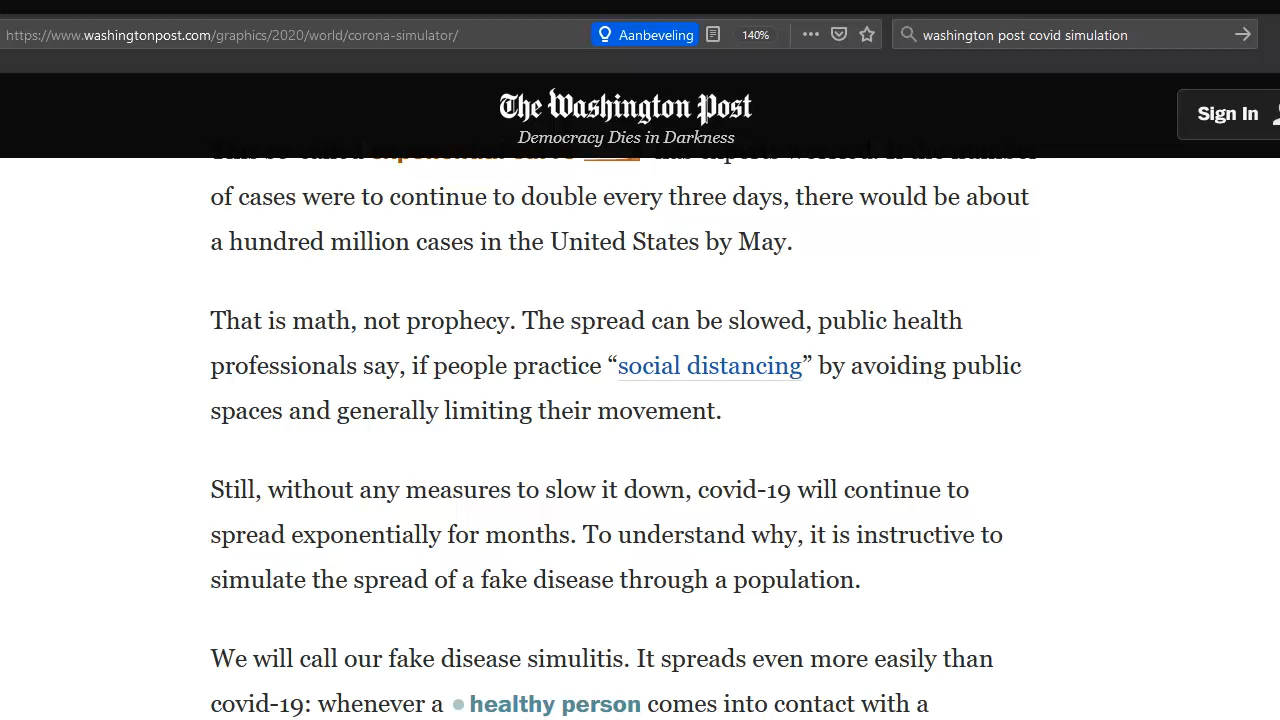 https://www.washingtonpost.com/graphics/2020/world/corona-simulator/ Aanbeveling 140% washington post covid simulation
The Washington Post
Democracy Dies in Darkness
Sign In
of cases were to continue to double every three days, there would be about
a hundred million cases in the United States by May.
That is math, not prophecy. The spread can be slowed, public health
professionals say, if people practice “social distancing” by avoiding public
spaces and generally limiting their movement.
Still, without any measures to slow it down, covid-19 will continue to
spread exponentially for months. To understand why, it is instructive to
simulate the spread of a fake disease through a population.
We will call our fake disease simulitis. It spreads even more easily than
covid-19: whenever a healthy person comes into contact with a